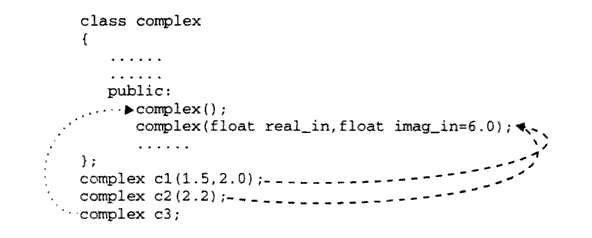 class complex
{
......
......
public:
complex();
complex(float real_in,float imag_in=6.0);
......
};
complex c1(1.5,2.0);
complex c2(2.2);
complex c3;